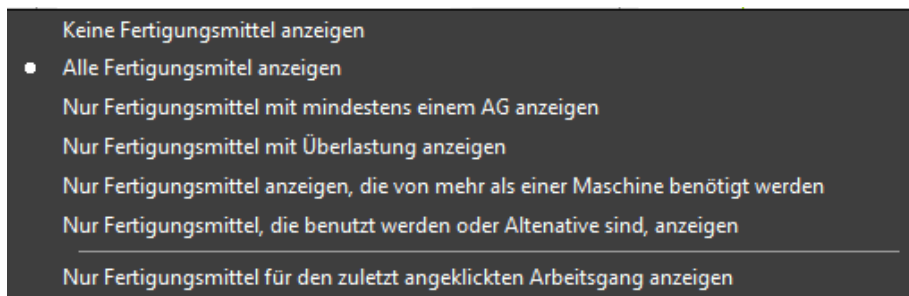 Keine Fertigungsmittel anzeigen
Alle Fertigungsmitel anzeigen
Nur Fertigungsmittel mit mindestens einem AG anzeigen
Nur Fertigungsmittel mit Überlastung anzeigen
Nur Fertigungsmittel anzeigen, die von mehr als einer Maschine benötigt werden
Nur Fertigungsmittel, die benutzt werden oder Altenative sind, anzeigen
Nur Fertigungsmittel für den zuletzt angeklickten Arbeitsgang anzeigen